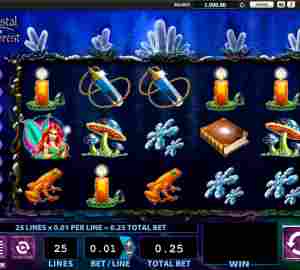 stal
rest
BALANCE 1,000.00
25 LINES x 0.01 PER LINE = 0.25 TOTAL BET
25 0.01 0.25
LINES BET / LINE TOTAL BET WIN